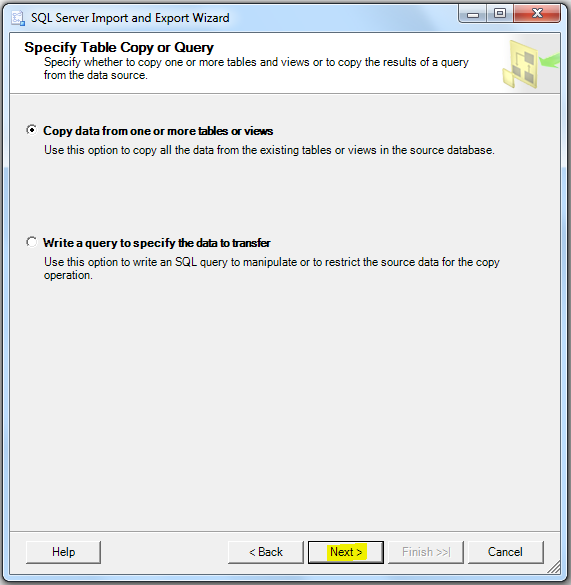 SQL Server Import and Export Wizard
Specify Table Copy or Query
Specify whether to copy one or more tables and views or to copy the results of a query
from the data source.
Copy data from one or more tables or views
Use this option to copy all the data from the existing tables or views in the source database.
Write a query to specify the data to transfer
Use this option to write an SQL query to manipulate or to restrict the source data for the copy
operation.
Help
< Back
Next >
Finish >>|
Cancel